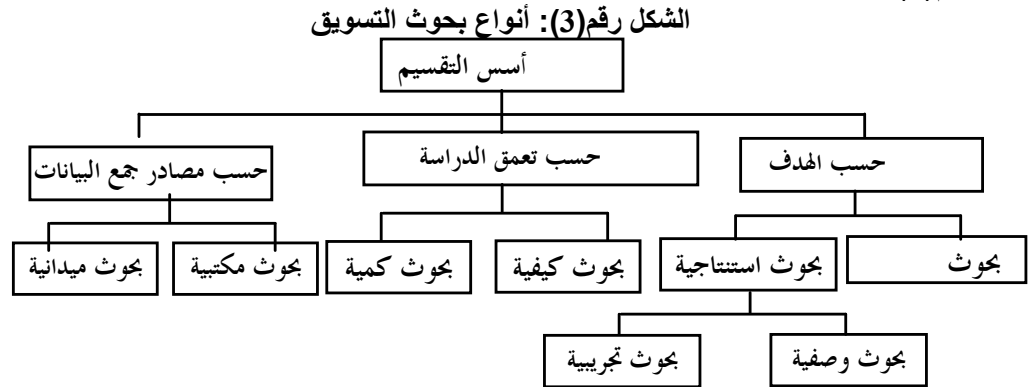 الشكل رقم(3): أنواع بحوث التسويق
أسس التقسيم
حسب الهدف
حسب تعمق الدراسة
حسب مصادر جمع البيانات
بحوث
بحوث استنتاجية
بحوث كيفية
بحوث كمية
بحوث مكتبية
بحوث ميدانية
بحوث وصفية
بحوث تجريبية